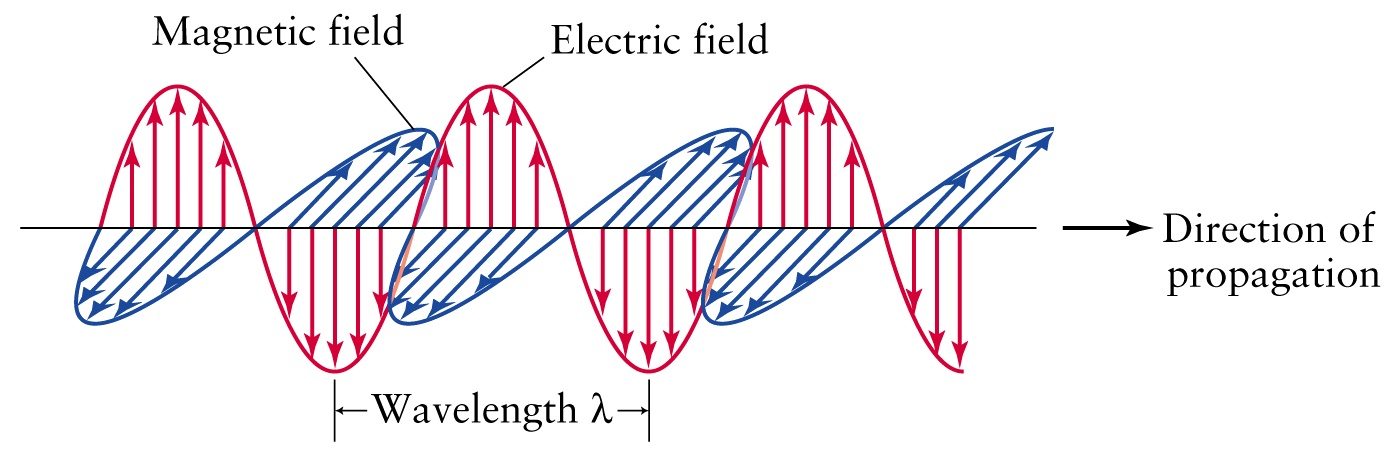 Magnetic field
Electric field
Direction of
propagation
Wavelength λ